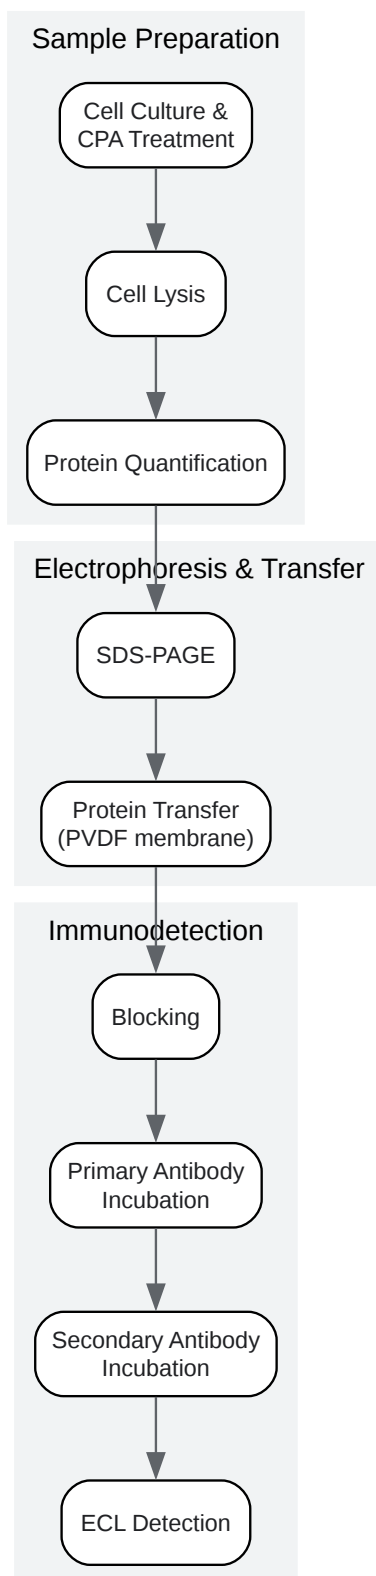 Sample Preparation
Cell Culture &
CPA Treatment
Cell Lysis
Protein Quantification
Electrophoresis & Transfer
SDS-PAGE
Protein Transfer
(PVDF membrane)
Immunodetection
Blocking
Primary Antibody
Incubation
Secondary Antibody
Incubation
ECL Detection